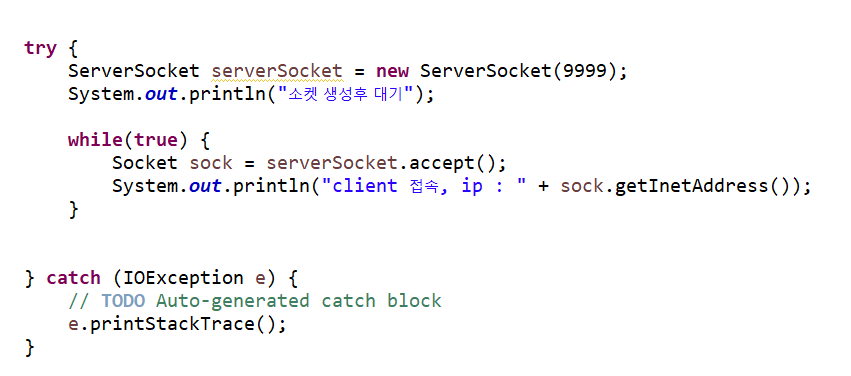 try {
ServerSocket serverSocket = new ServerSocket(9999);
System.out.println("소켓 생성후 대기");
while(true) {
Socket sock = serverSocket.accept();
System.out.println("client 접속, ip : " + sock.getInetAddress());
}
} catch (IOException e) {
// TODO Auto-generated catch block
e.printStackTrace();
}